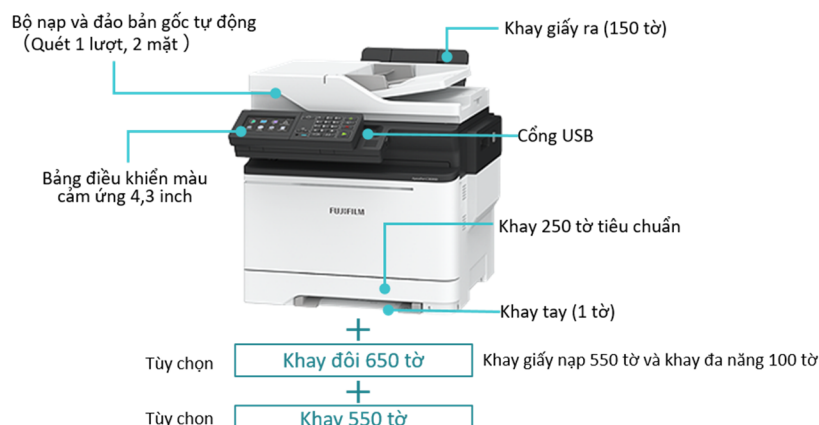 Bộ nạp và đảo bản gốc tự động
(Quét 1 lượt, 2 mặt )
Khay giấy ra (150 tờ)
Cổng USB
Bảng điều khiển màu
cảm ứng 4,3 inch
FUJIFILM
Khay 250 tờ tiêu chuẩn
Khay tay (1 tờ)
+
Tùy chọn
Khay đôi 650 tờ
Khay giấy nạp 550 tờ và khay đa năng 100 tờ
+
Tùy chọn
Khay 550 tờ